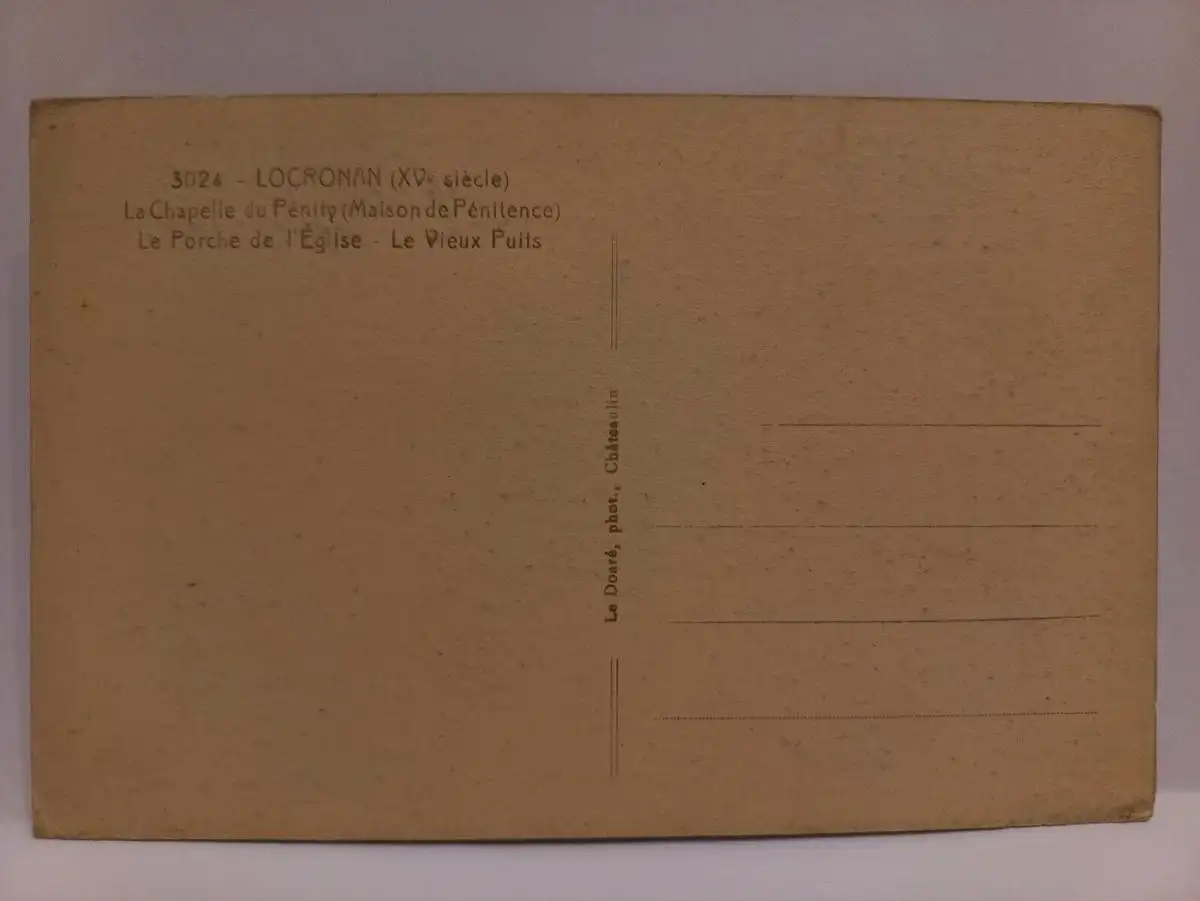 3024 - LOCRONAN (XVe siècle)
La Chapelle du Pénity (Maison de Pénitence)
Le Porche de l'Église - Le Vieux Puits
Le Doaré, phot., Châteaulin